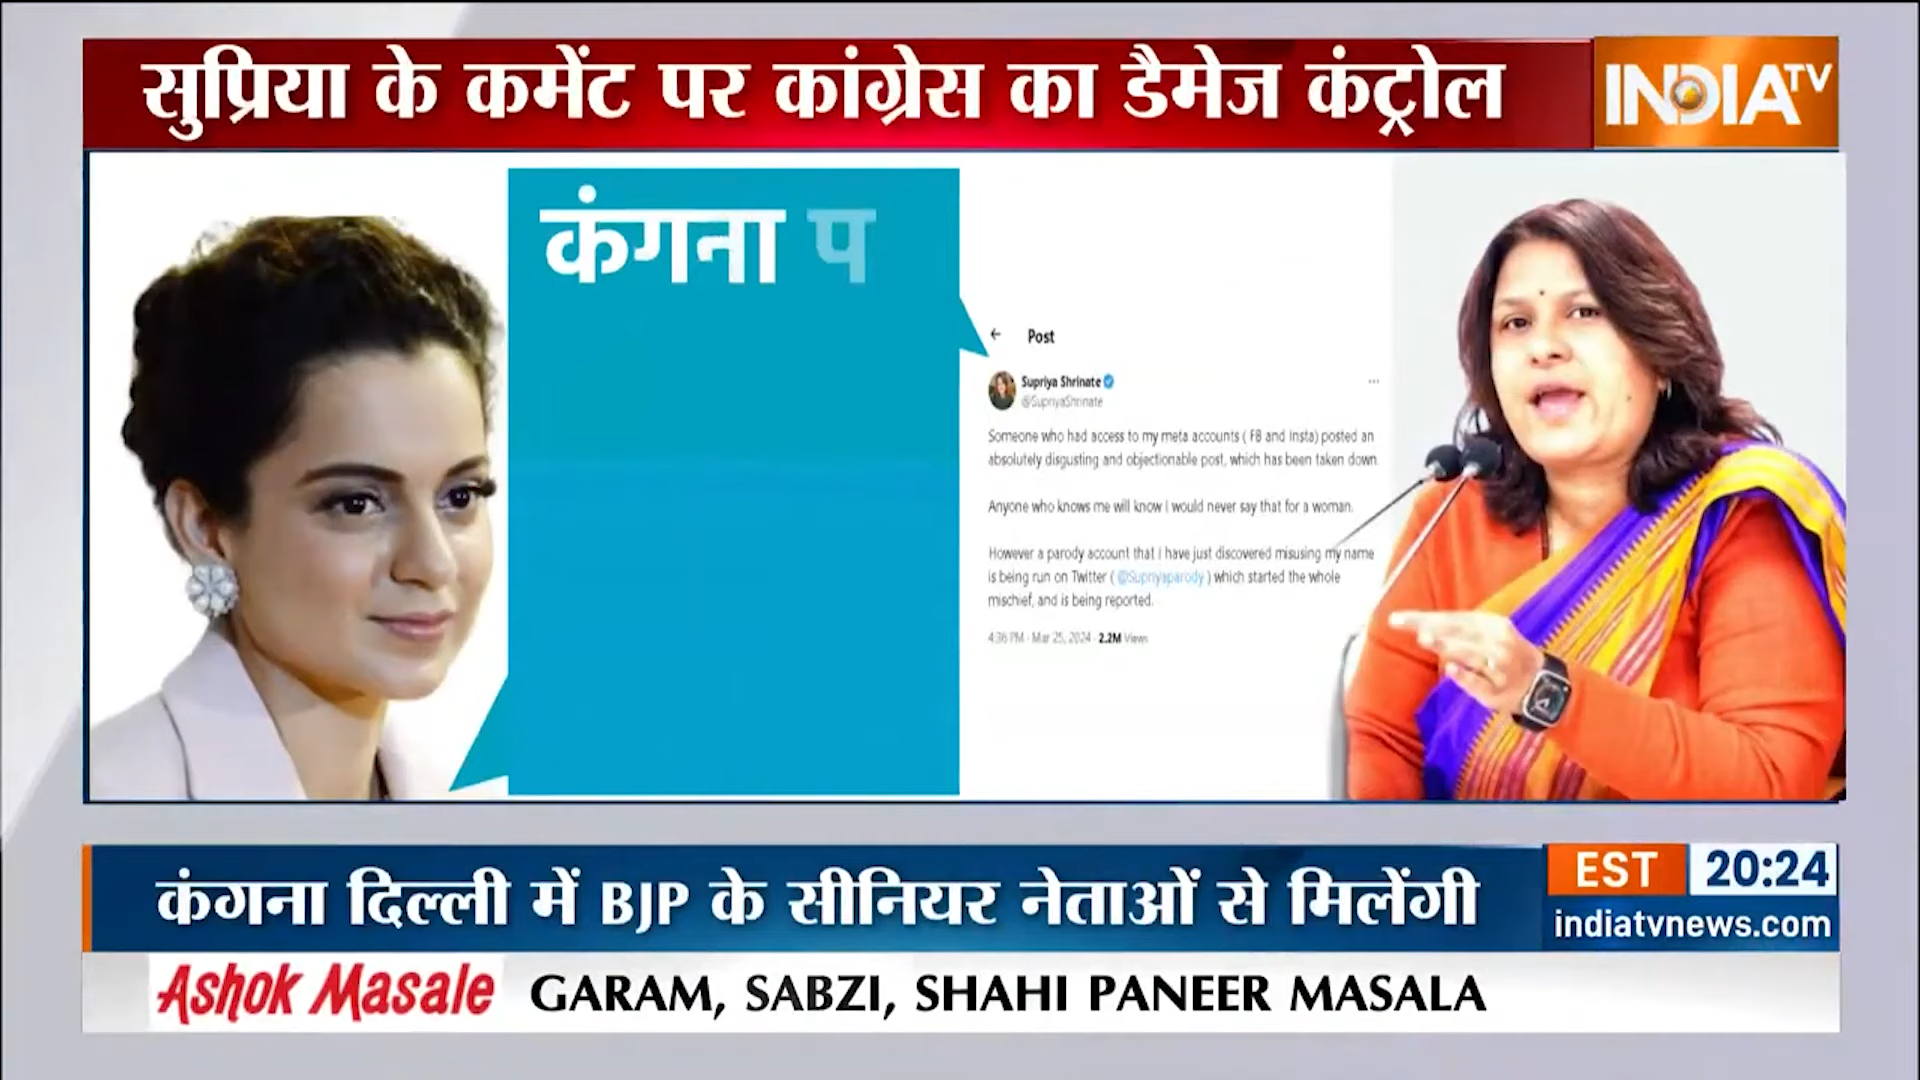 सुप्रिया के कमेंट पर कांग्रेस का डैमेज कंट्रोल
INDIA TV
कंगना प
Post
Supriya Shrinate
@SupriyaShrinate
Someone who had access to my meta accounts ( FB and Insta) posted an
absolutely disgusting and objectionable post, which has been taken down.
Anyone who knows me will know I would never say that for a woman.
However a parody account that I have just discovered misusing my name
is being run on Twitter ( @Supriyaparody ) which started the whole
mischief, and is being reported.
4:36 PM · Mar 25, 2024 · 2.2M Views
कंगना दिल्ली में BJP के सीनियर नेताओं से मिलेंगी
EST 20:24
indiatvnews.com
Ashok Masale GARAM, SABZI, SHAHI PANEER MASALA